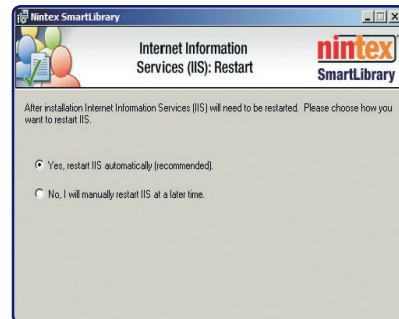 Nintex SmartLibrary
Internet Information
Services (IIS): Restart
nintex
SmartLibrary
After installation Internet Information Services (IIS) will need to be restarted. Please choose how you
want to restart IIS.
Yes, restart IIS automatically (recommended).
No, I will manually restart IIS at a later time.